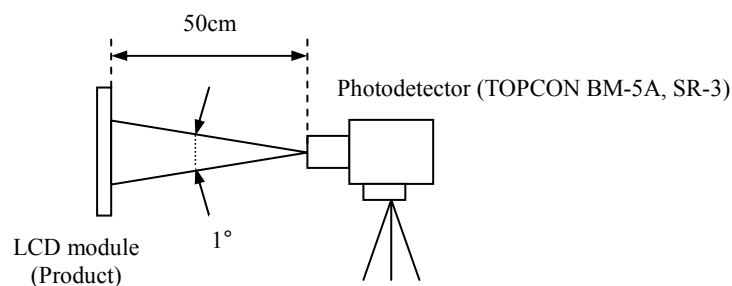 50cm
Photodetector (TOPCON BM-5A, SR-3)
1°
LCD module
(Product)